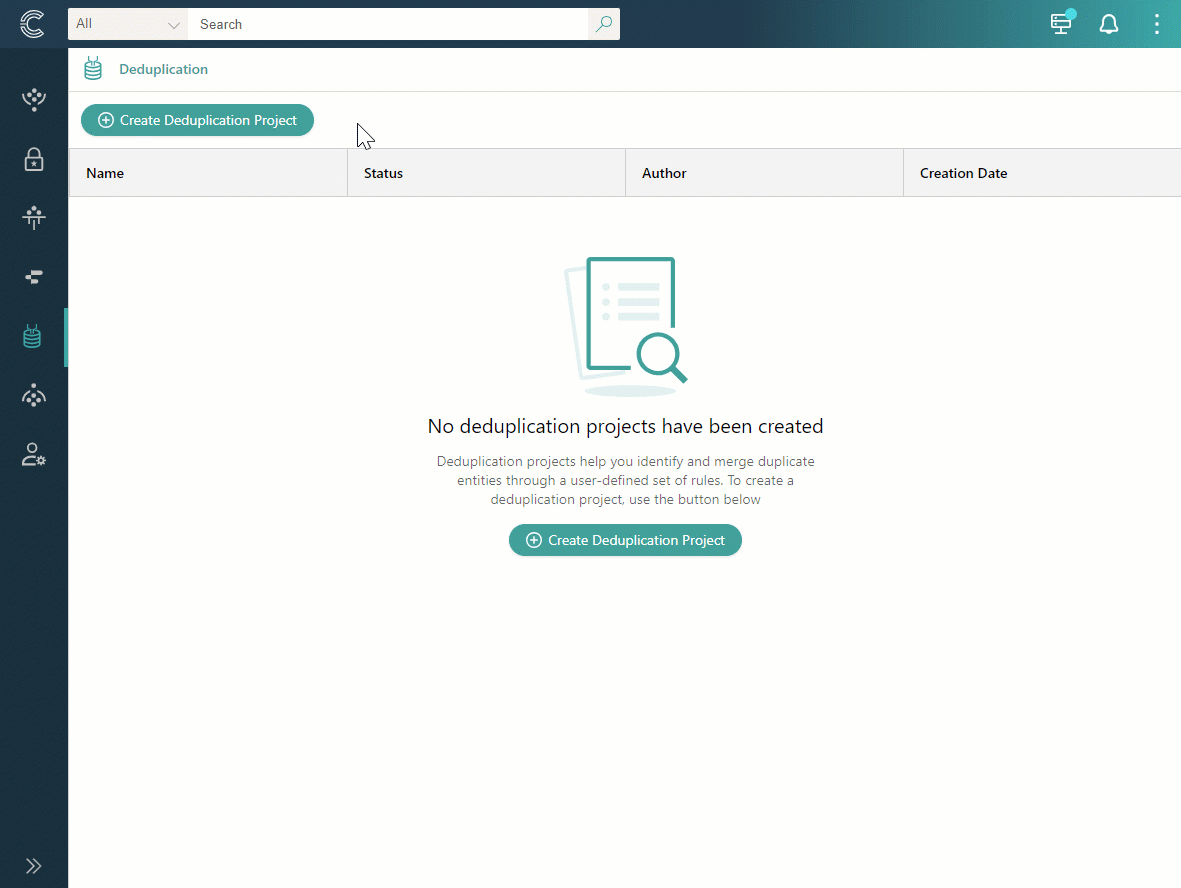 All
Search
Deduplication
Create Deduplication Project
Name
Status
Author
Creation Date
No deduplication projects have been created
Deduplication projects help you identify and merge duplicate
entities through a user-defined set of rules. To create a
deduplication project, use the button below
Create Deduplication Project